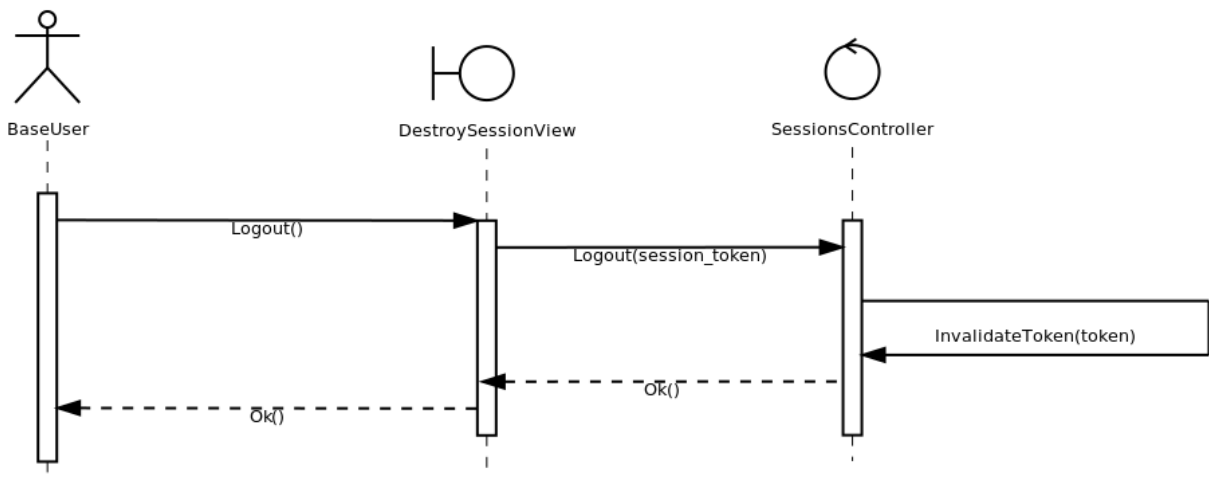 BaseUser
DestroySessionView
SessionsController
Logout()
Logout(session_token)
InvalidateToken(token)
Ok()
Ok()